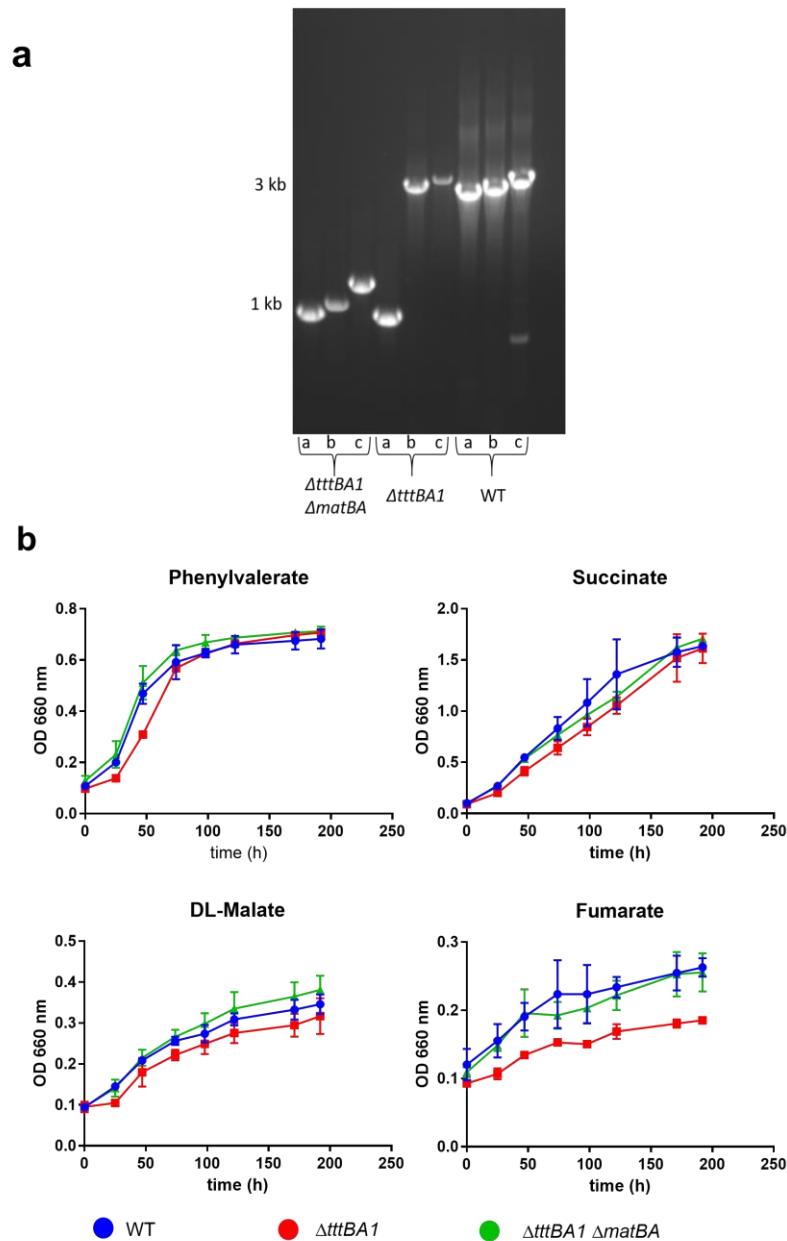 a
3 kb
1 kb
a b c a b c a b c
ΔtttBA1
ΔmatBA
ΔtttBA1
WT
b
Phenylvalerate
0.8
0.6
0.4
0.2
0.0
OD 660 nm
0 50 100 150 200 250
time (h)
Succinate
2.0
1.5
1.0
0.5
0.0
OD 660 nm
0 50 100 150 200 250
time (h)
DL-Malate
0.5
0.4
0.3
0.2
0.1
0.0
OD 660 nm
0 50 100 150 200 250
time (h)
Fumarate
0.3
0.2
0.1
0.0
OD 660 nm
0 50 100 150 200 250
time (h)
WT ΔtttBA1 ΔtttBA1 ΔmatBA